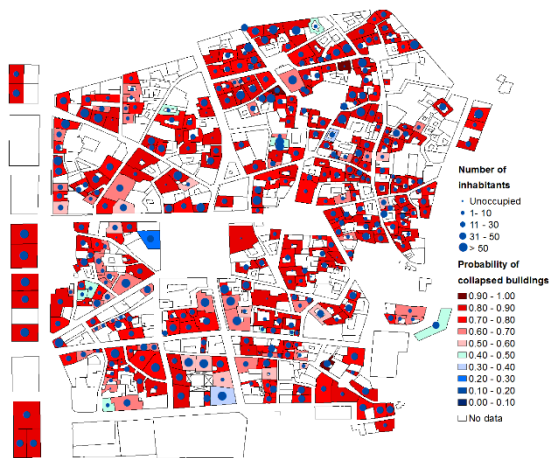 Number of
inhabitants
Unoccupied
1- 10
11 - 30
31 - 50
> 50
Probability of
collapsed buildings
0.90 - 1.00
0.80 - 0.90
0.70 - 0.80
0.60 - 0.70
0.50 - 0.60
0.40 - 0.50
0.30 - 0.40
0.20 - 0.30
0.10 - 0.20
0.00 - 0.10
No data